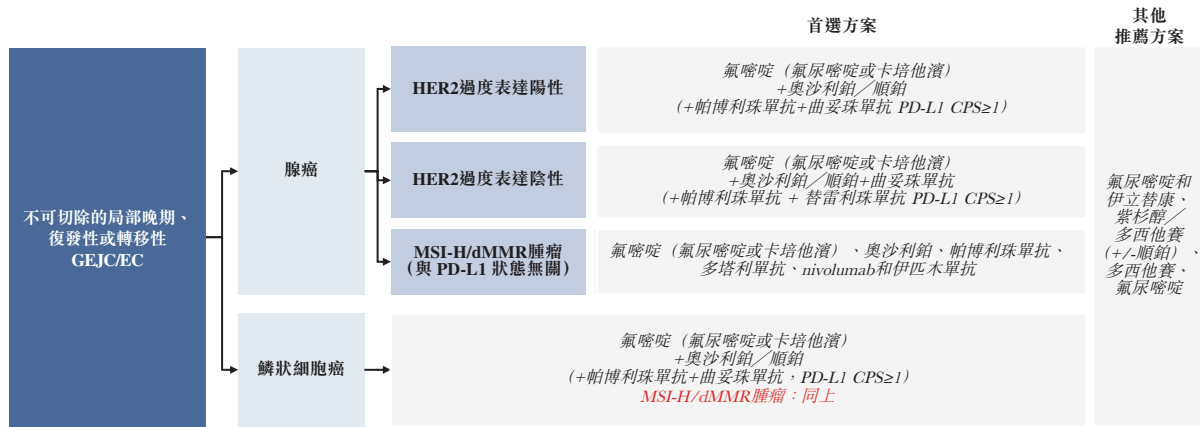 首選方案
其他
推薦方案
不可切除的局部晚期、
復發性或轉移性
GEJC/EC
腺癌
HER2過度表達陽性
氟嘧啶（氟尿嘧啶或卡培他濱）
+奧沙利鉑／順鉑
(+帕博利珠單抗+曲妥珠單抗 PD-L1 CPS≥1)
HER2過度表達陰性
氟嘧啶（氟尿嘧啶或卡培他濱）
+奧沙利鉑／順鉑+曲妥珠單抗
(+帕博利珠單抗 + 替雷利珠單抗 PD-L1 CPS≥1)
MSI-H/dMMR腫瘤
（與 PD-L1 狀態無關）
氟嘧啶（氟尿嘧啶或卡培他濱）、奧沙利鉑、帕博利珠單抗、
多塔利單抗、nivolumab和伊匹木單抗
鱗狀細胞癌
氟嘧啶（氟尿嘧啶或卡培他濱）
+奧沙利鉑／順鉑
(+帕博利珠單抗+曲妥珠單抗，PD-L1 CPS≥1)
MSI-H/dMMR腫瘤：同上
氟尿嘧啶和
伊立替康、
紫杉醇／
多西他賽
(+/-順鉑)、
多西他賽、
氟尿嘧啶